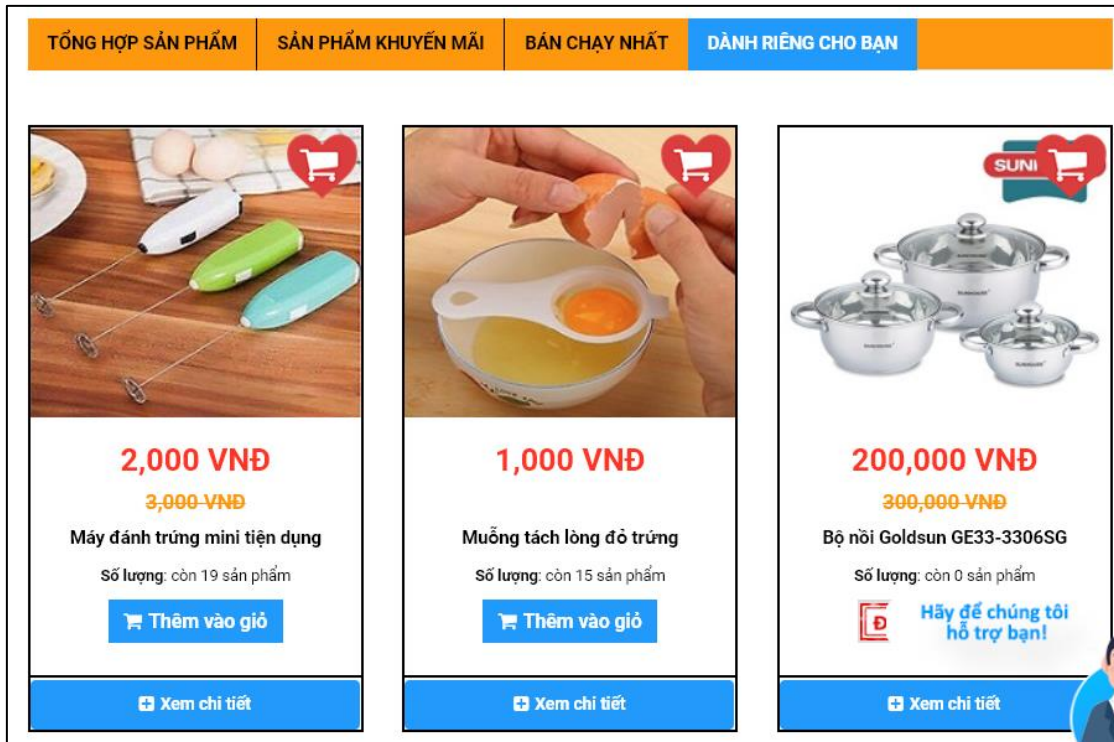 TỔNG HỢP SẢN PHẨM
SẢN PHẨM KHUYẾN MÃI
BÁN CHẠY NHẤT
DÀNH RIÊNG CHO BẠN
2,000 VNĐ
3,000 VNĐ
Máy đánh trứng mini tiện dụng
Số lượng: còn 19 sản phẩm
Thêm vào giỏ
Xem chi tiết
1,000 VNĐ
Muỗng tách lòng đỏ trứng
Số lượng: còn 15 sản phẩm
Thêm vào giỏ
Xem chi tiết
SUN
200,000 VNĐ
300,000 VNĐ
Bộ nồi Goldsun GE33-3306SG
Số lượng: còn 0 sản phẩm
Hãy để chúng tôi
hỗ trợ bạn!
Xem chi tiết